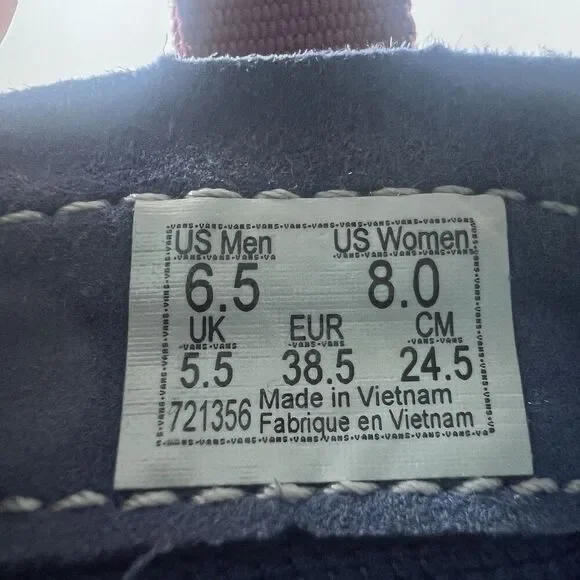 US Men US Women
6.5 8.0
UK EUR CM
5.5 38.5 24.5
721356 Made in Vietnam
Fabrique en Vietnam